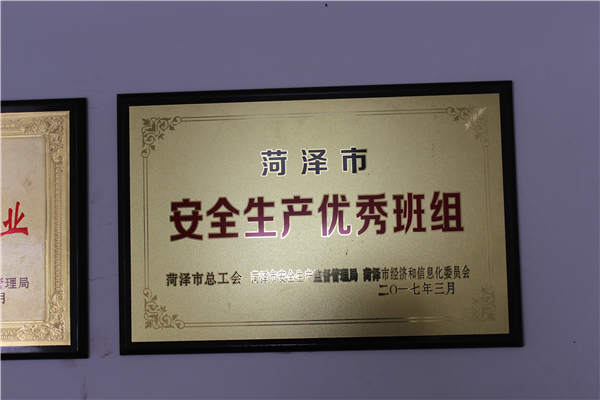 菏泽市
安全生产优秀班组
菏泽市总工会 菏泽市安全生产监督管理局 菏泽市经济和信息化委员会
二〇一七年三月
业
管理局
月